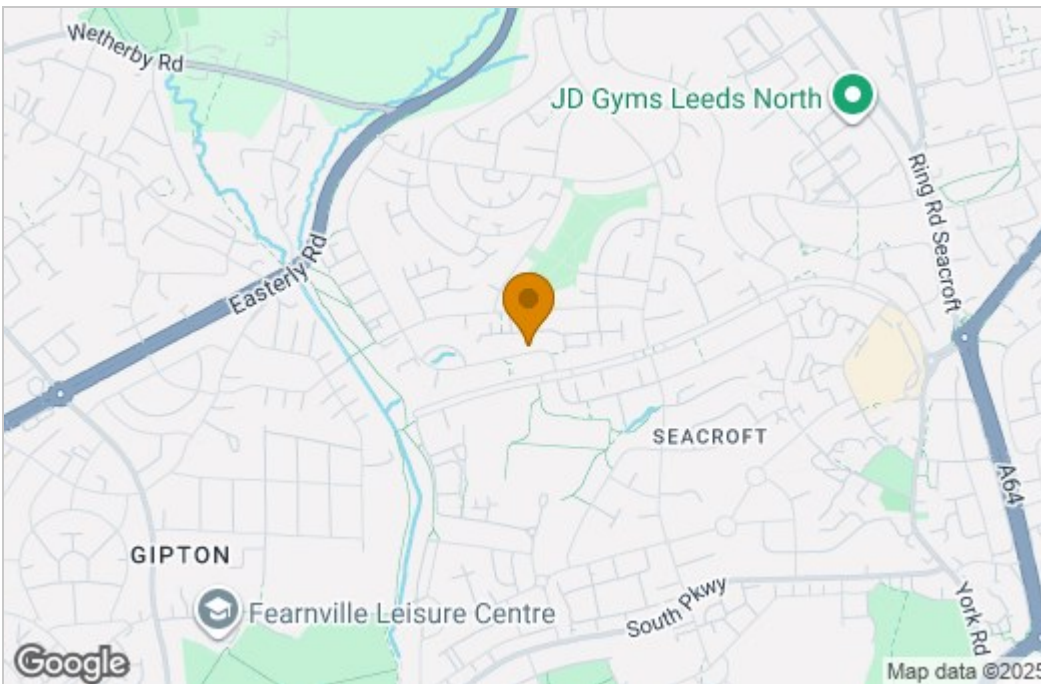 Wetherby Rd
JD Gyms Leeds North
Ring Rd Seacroft
Easterly Rd
SEACROFT
A64
GIPTON
Fearnville Leisure Centre
South Pkwy
York Rd
Google
Map data ©2025